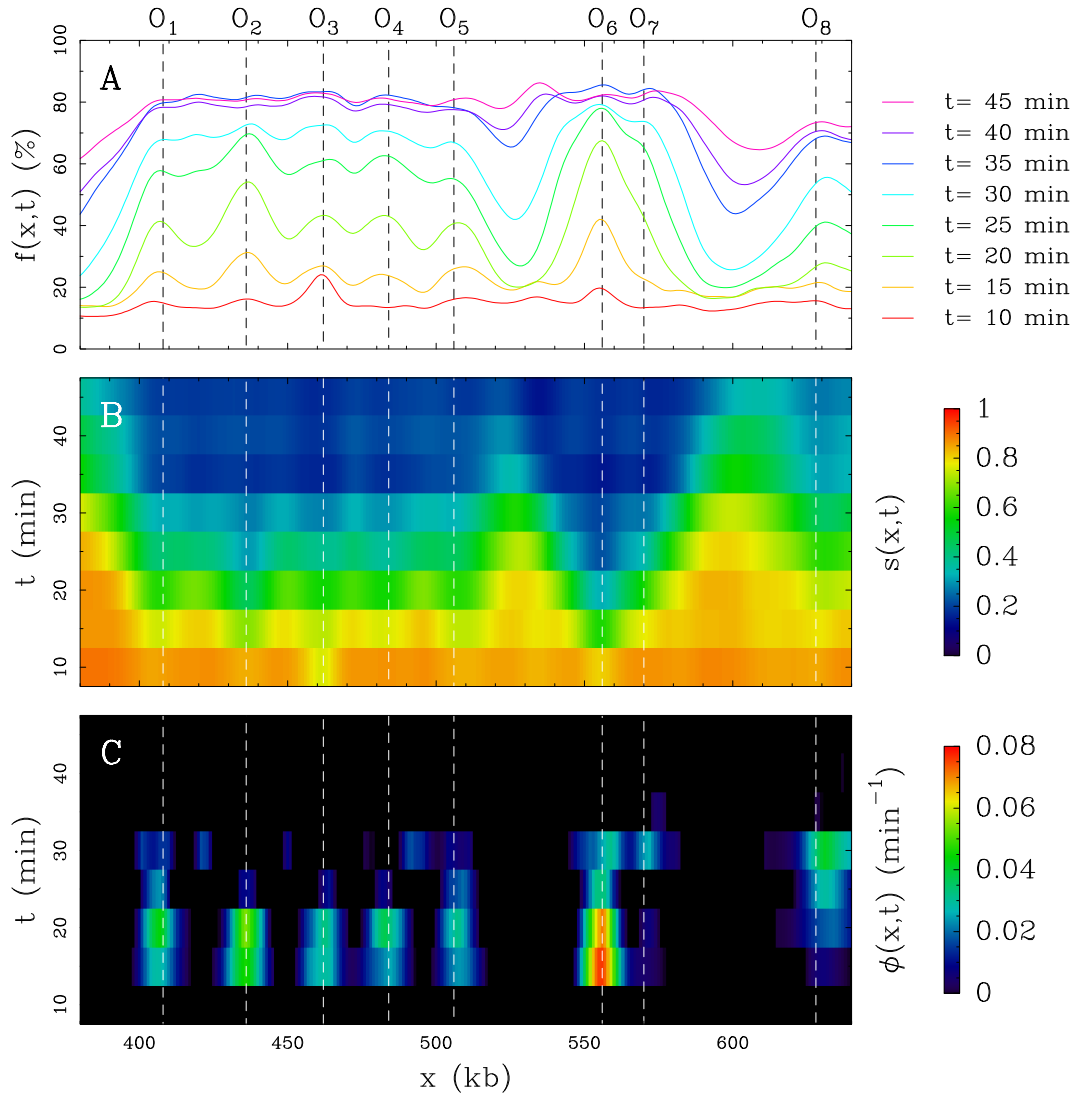 O1 O2 O3 O4 O5 O6 O7 O8
A
f(x,t) (%)
100
80
60
40
20
0
t= 45 min
t= 40 min
t= 35 min
t= 30 min
t= 25 min
t= 20 min
t= 15 min
t= 10 min
B
t (min)
40
30
20
10
s(x,t)
1
0.8
0.6
0.4
0.2
0
C
t (min)
40
30
20
10
400 450 500 550 600
x (kb)
ϕ(x,t) (min−1)
0.08
0.06
0.04
0.02
0